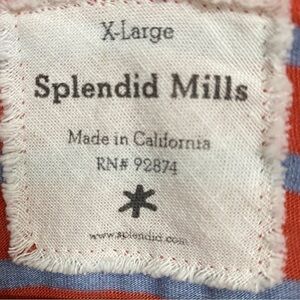 X-Large
Splendid Mills
Made in California
RN# 92874
www.splendid.com